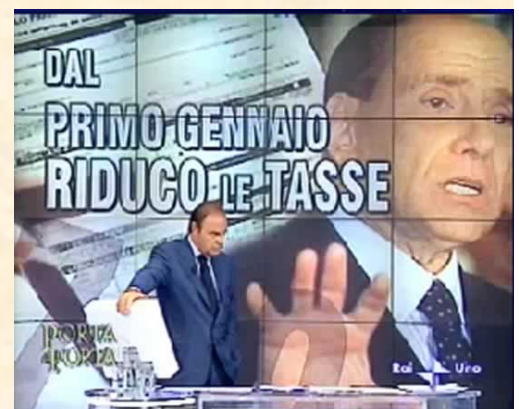 DAL
PRIMO GENNAIO
RIDUCO LE TASSE
PORTA
A PORTA
Rai Uno